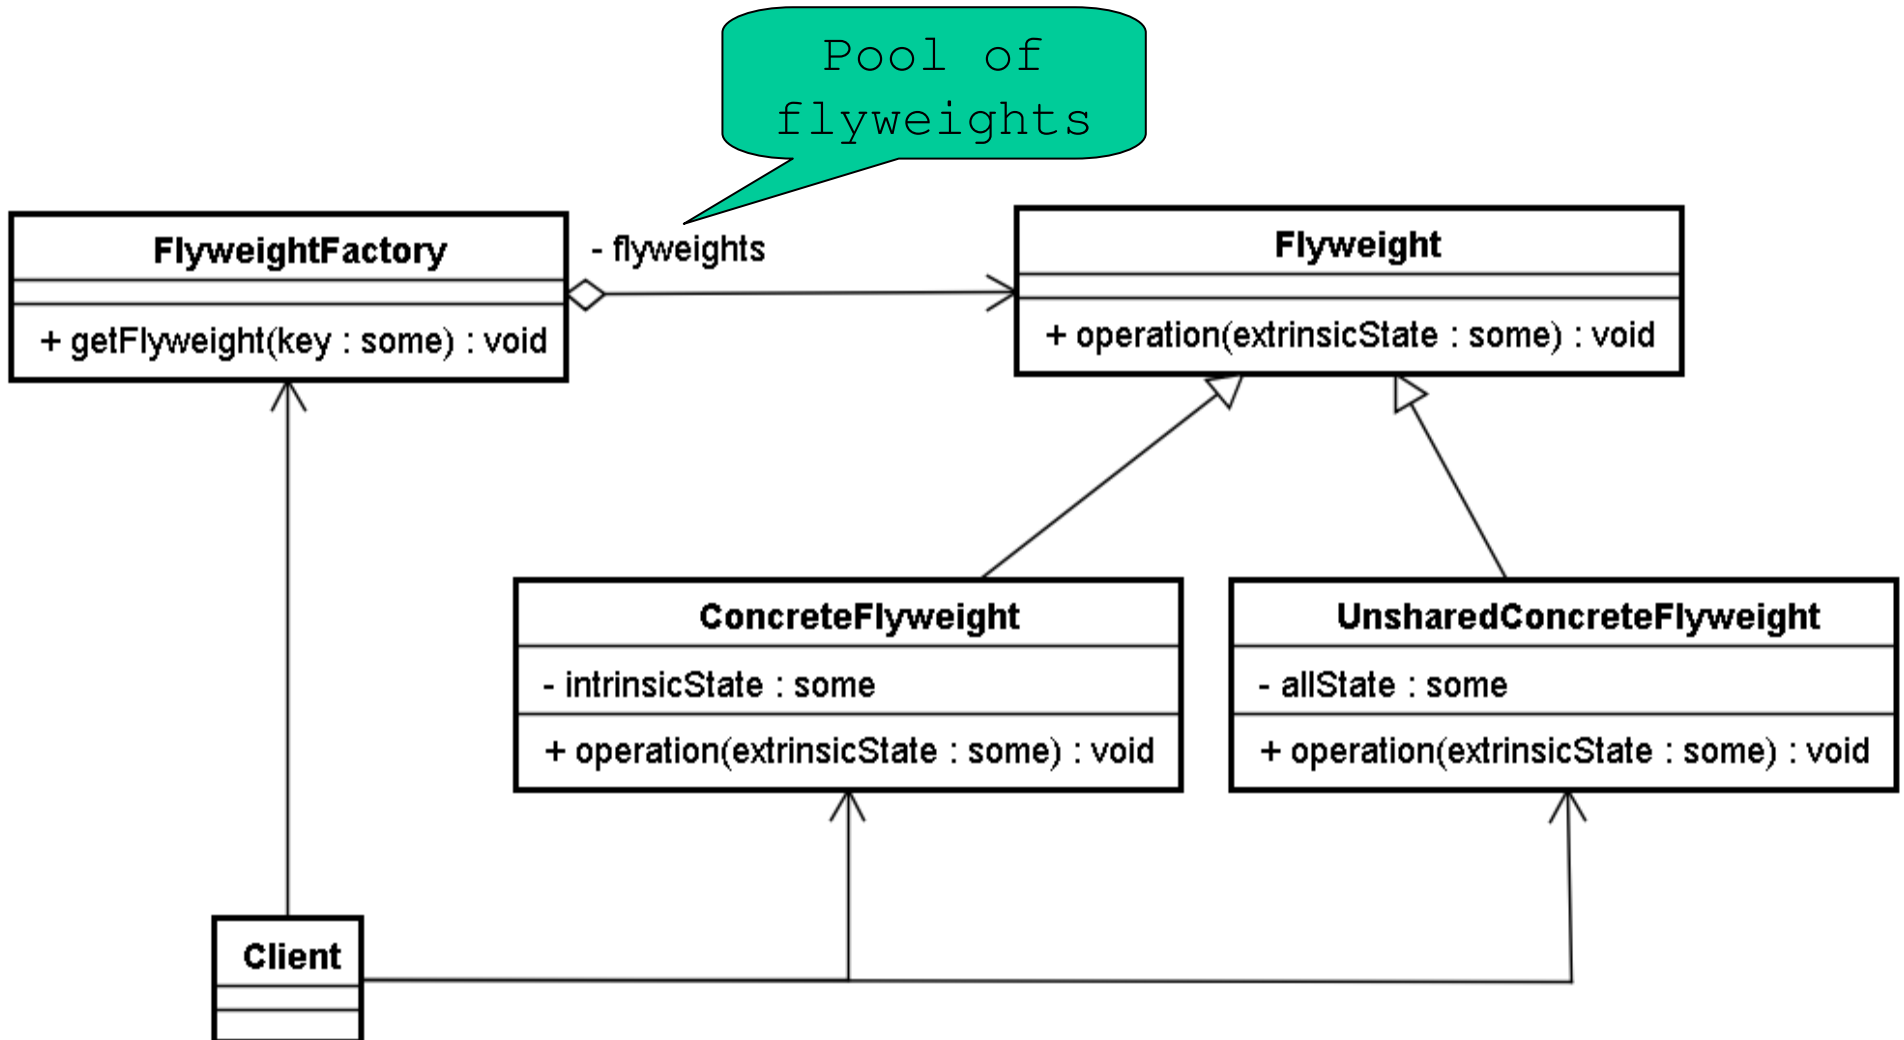 Pool of
flyweights
FlyweightFactory
- flyweights
Flyweight
+ getFlyweight(key : some) : void
+ operation(extrinsicState : some) : void
ConcreteFlyweight
- intrinsicState : some
+ operation(extrinsicState : some) : void
UnsharedConcreteFlyweight
- allState : some
+ operation(extrinsicState : some) : void
Client